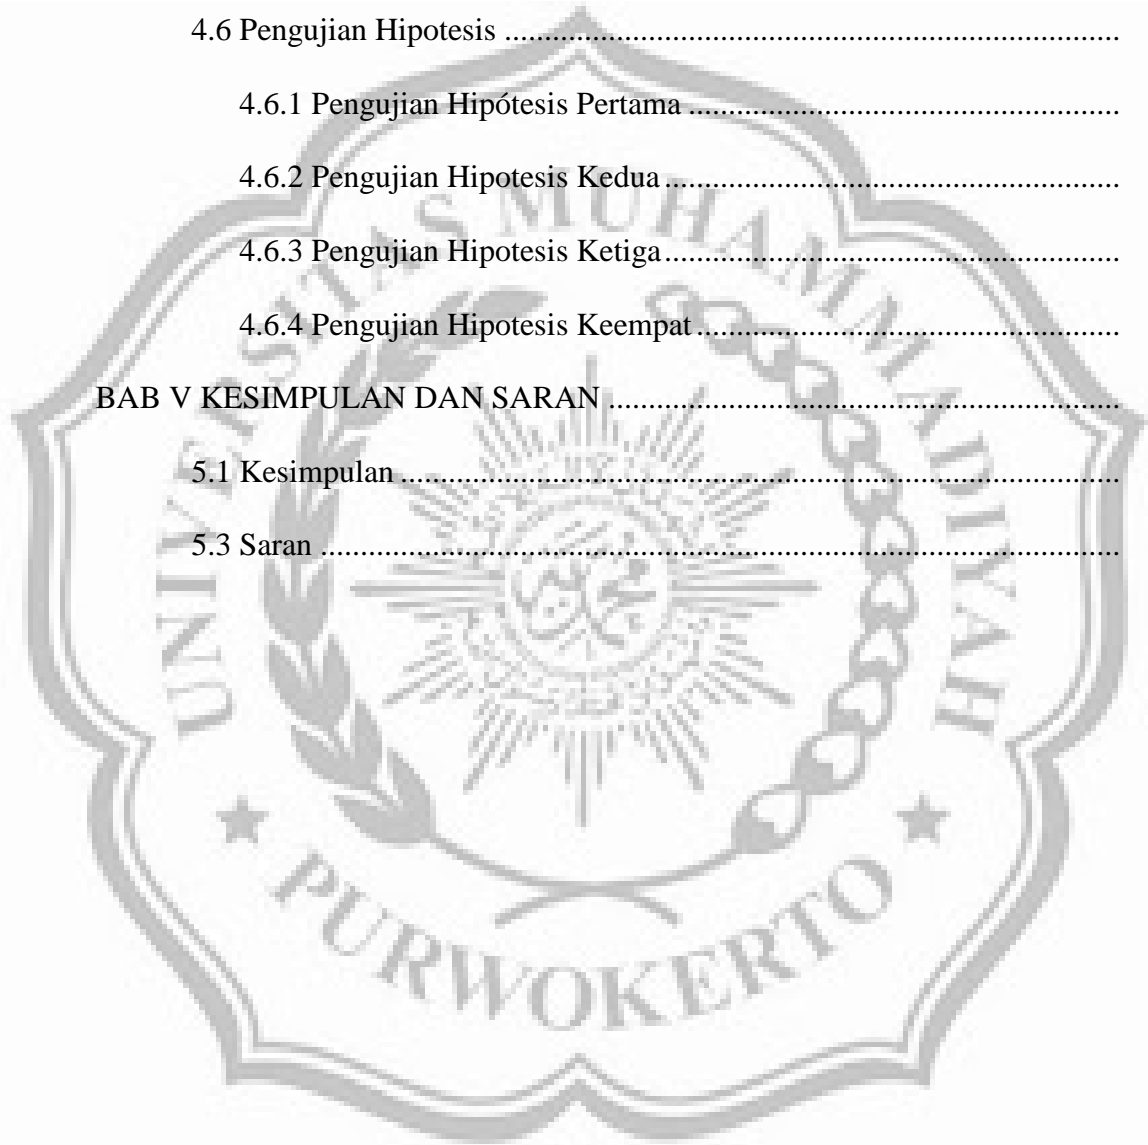 4.6 Pengujian Hipotesis ..............................................................................
4.6.1 Pengujian Hipótesis Pertama ......................................................
4.6.2 Pengujian Hipotesis Kedua .........................................................
4.6.3 Pengujian Hipotesis Ketiga .........................................................
4.6.4 Pengujian Hipotesis Keempat .....................................................
BAB V KESIMPULAN DAN SARAN ................................................................
5.1 Kesimpulan ...........................................................................................
5.3 Saran .....................................................................................................
UNIVERSITAS MUHAMMADIYAH
PURWOKERTO